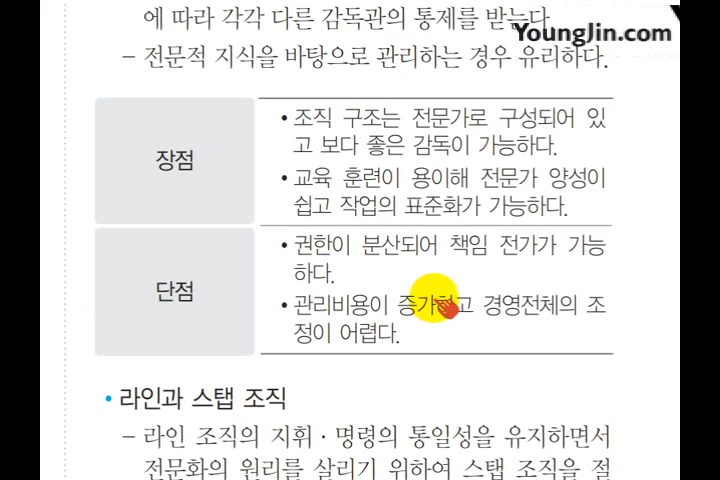 에 따라 각각 다른 감독관의 통제를 받는다.
YoungJin.com
– 전문적 지식을 바탕으로 관리하는 경우 유리하다.
장점
• 조직 구조는 전문가로 구성되어 있
고 보다 좋은 감독이 가능하다.
• 교육 훈련이 용이해 전문가 양성이
쉽고 작업의 표준화가 가능하다.
단점
• 권한이 분산되어 책임 전가가 가능
하다.
• 관리비용이 증가하고 경영전체의 조
정이 어렵다.
• 라인과 스탭 조직
– 라인 조직의 지휘 · 명령의 통일성을 유지하면서
전문화의 원리를 살리기 위하여 스탭 조직을 절